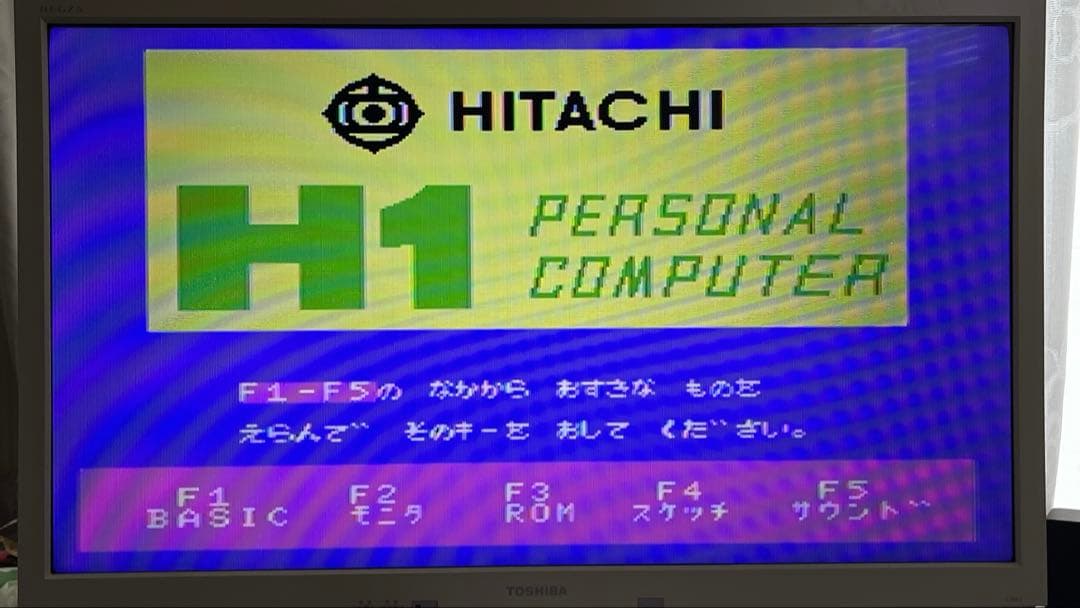 REGZA
HITACHI
H1 PERSONAL COMPUTER
F1-F5の なかから おすきな ものを
えらんで そのキーを おして ください。
F1 F2 F3 F4 F5
BASIC モニタ ROM スケッチ サウンド
TOSHIBA